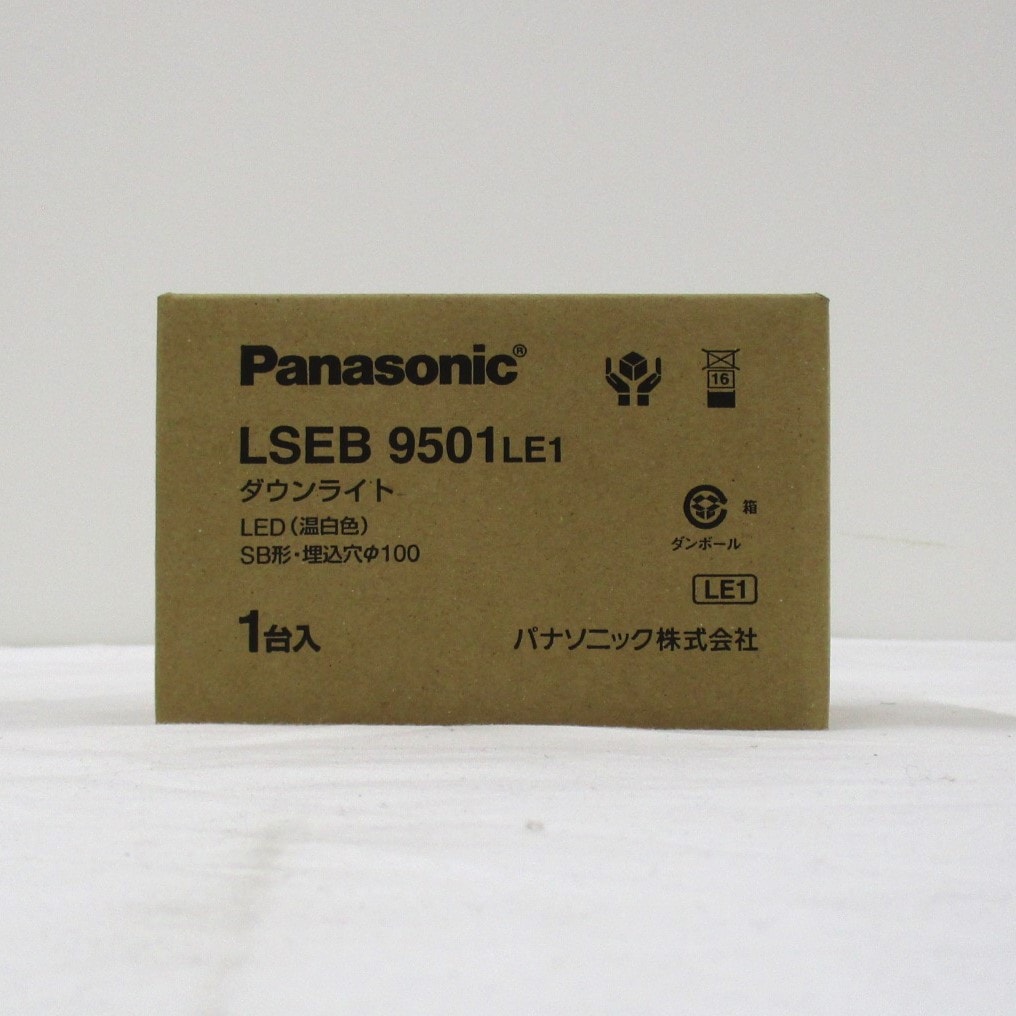 Panasonic®
16
LSEB 9501LE1
ダウンライト
LED（温白色）
SB形・埋込穴φ100
箱
ダンボール
LE1
1台入
パナソニック株式会社